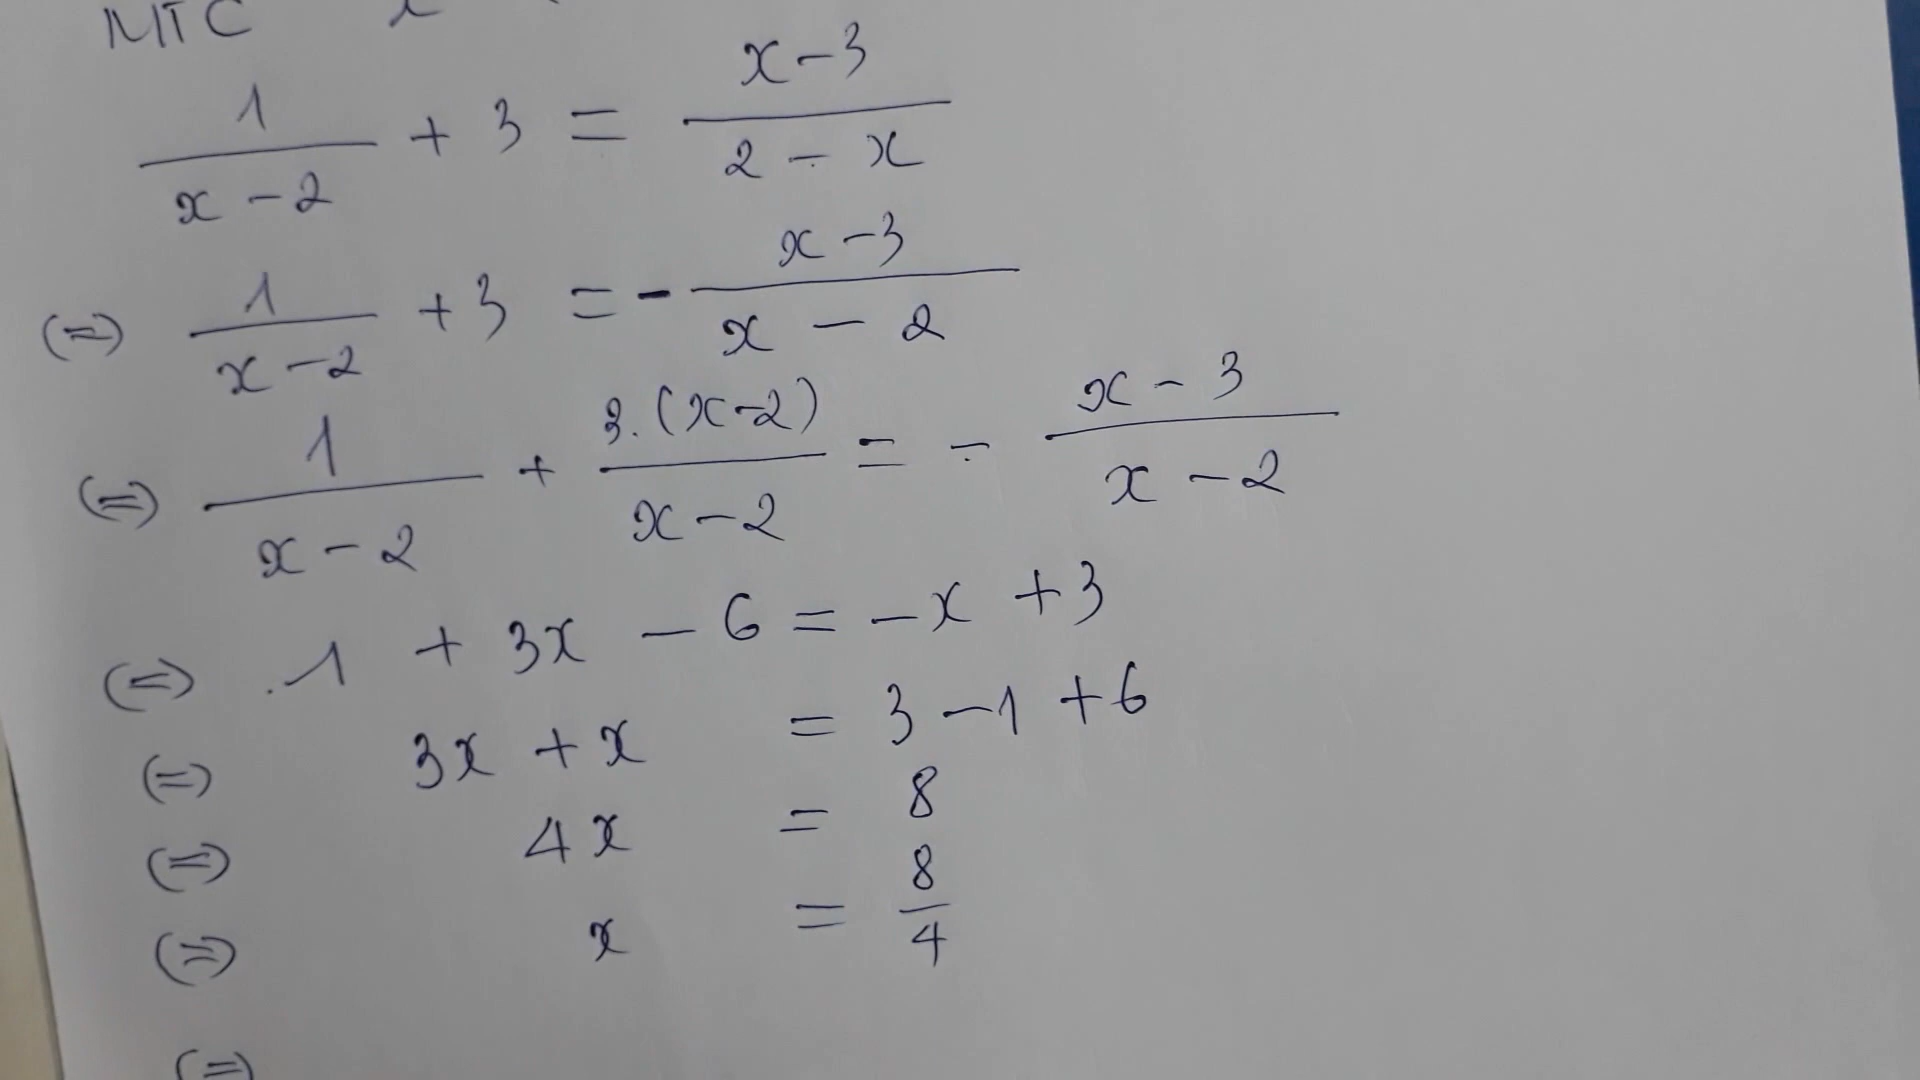 MTC
1/(x-2) + 3 = (x-3)/(2-x)
(=) 1/(x-2) + 3 = - (x-3)/(x-2)
(=) 1/(x-2) + 3.(x-2)/(x-2) = - (x-3)/(x-2)
(=) .1 + 3x - 6 = -x + 3
(=) 3x + x = 3 - 1 + 6
(=) 4x = 8
(=) x = 8/4
(=)